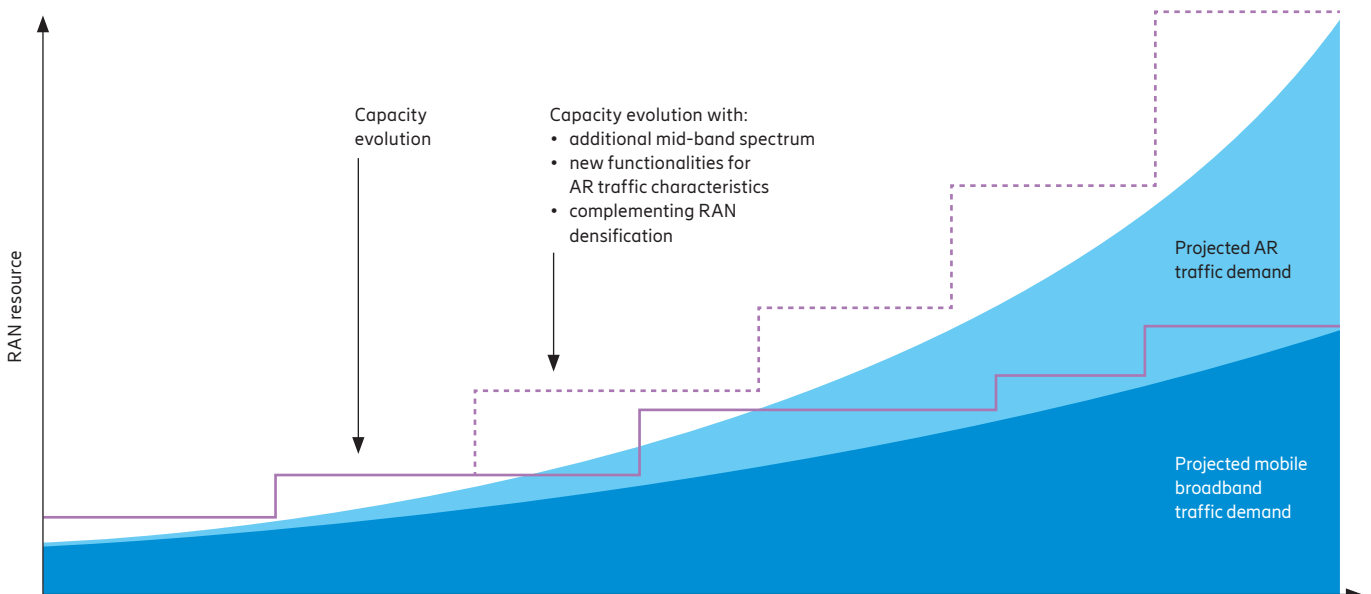 Capacity
evolution
Capacity evolution with:
• additional mid-band spectrum
• new functionalities for
AR traffic characteristics
• complementing RAN
densification
RAN resource
Projected AR
traffic demand
Projected mobile
broadband
traffic demand